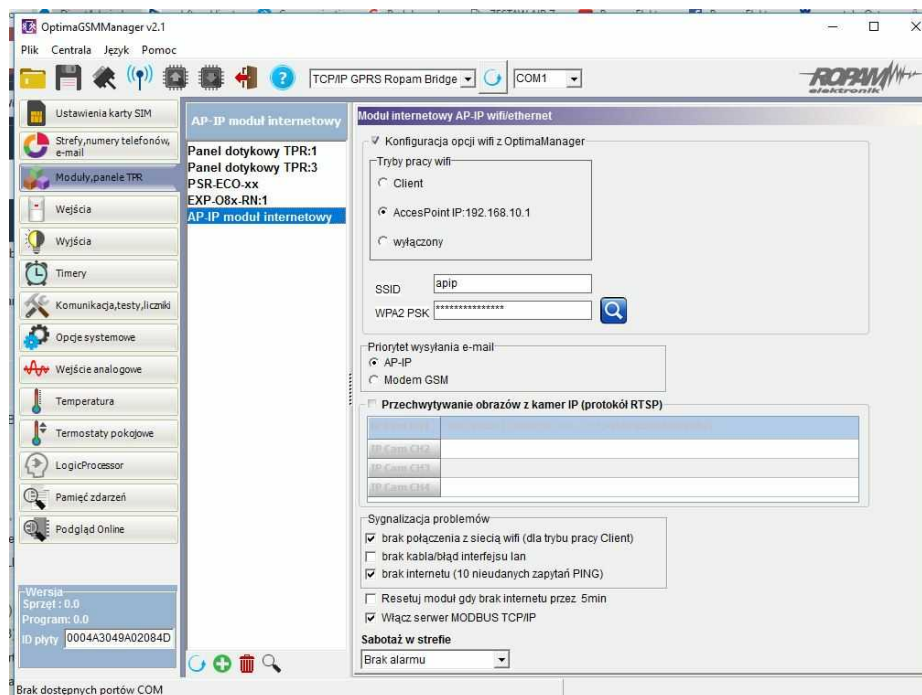 OptimaGSMManager v2.1
Plik Centrala Język Pomoc
TCP/IP GPRS Ropam Bridge
COM1
ROPAM
elektronik
Ustawienia karty SIM
Strefy,numery telefonów,
e-mail
Moduły,panele TPR
Wejścia
Wyjścia
Timery
Komunikacja,testy,liczniki
Opcje systemowe
Wejście analogowe
Temperatura
Termostaty pokojowe
LogicProcessor
Pamięć zdarzeń
Podgląd Online
Wersja
Sprzęt : 0.0
Program: 0.0
ID płyty 0004A3049A02084D
AP-IP moduł internetowy
Panel dotykowy TPR:1
Panel dotykowy TPR:3
PSR-ECO-xx
EXP-O8x-RN:1
AP-IP moduł internetowy
Moduł internetowy AP-IP wifi/ethernet
Konfiguracja opcji wifi z OptimaManager
Tryby pracy wifi
Client
AccesPoint IP:192.168.10.1
wyłączony
SSID apip
WPA2 PSK ***************
Priorytet wysyłania e-mail
AP-IP
Modem GSM
Przechwytywanie obrazów z kamer IP (protokół RTSP)
IP Cam CH2
IP Cam CH3
IP Cam CH4
Sygnalizacja problemów
brak połączenia z siecią wifi (dla trybu pracy Client)
brak kabla/błąd interfejsu lan
brak internetu (10 nieudanych zapytań PING)
Resetuj moduł gdy brak internetu przez 5min
Włącz serwer MODBUS TCP/IP
Sabotaż w strefie
Brak alarmu
Brak dostępnych portów COM